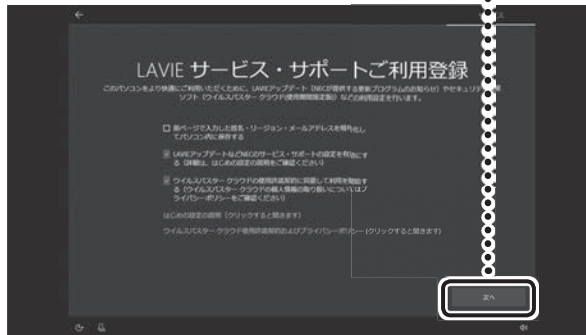 LAVIE サービス・サポートご利用登録
このパソコンをより快適にご利用いただくために、LAVIEアップデート（NECが提供する更新プログラムのお知らせ）やセキュリティ
ソフト（ウイルスバスター クラウド使用期間限定版）などの利用設定を行います。
前ページで入力した姓名・リージョン・メールアドレスを暗号化し
てパソコン内に保存する
LAVIEアップデートなどNECのサービス・サポートの設定を有効にす
る（詳細は、はじめの設定の説明をご確認ください）
ウイルスバスター クラウドの使用許諾契約に同意して利用を開始す
る（ウイルスバスター クラウドの個人情報の取り扱いについてはプ
ライバシーポリシーをご確認ください）
はじめの設定の説明（クリックすると開きます）
ウイルスバスター クラウド使用許諾契約およびプライバシーポリシー（クリックすると開きます）
次へ